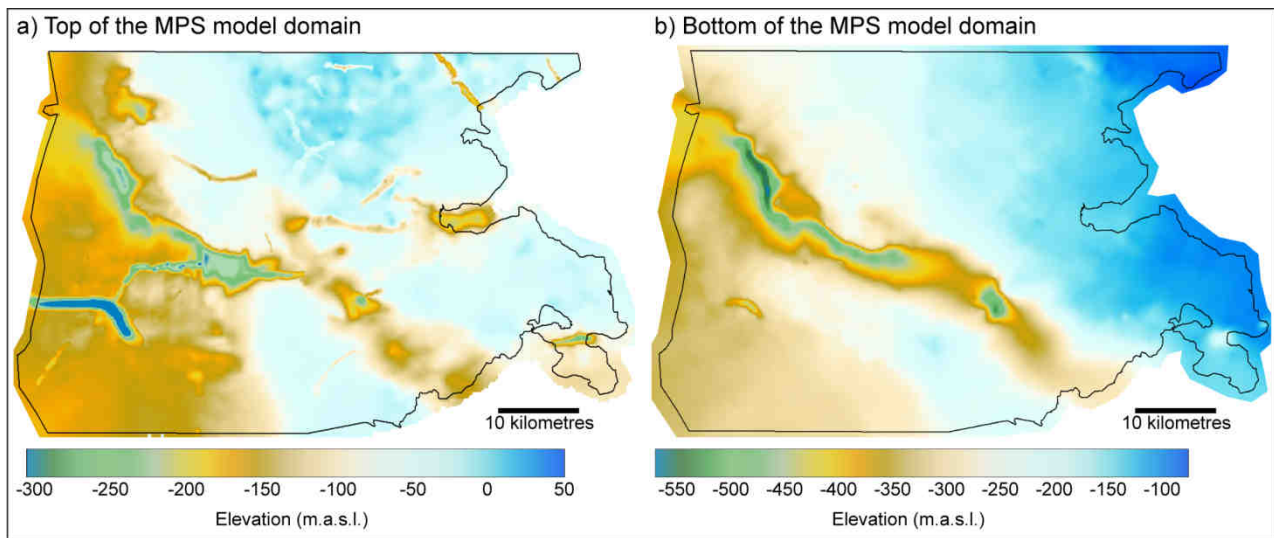 a) Top of the MPS model domain
b) Bottom of the MPS model domain
10 kilometres
10 kilometres
-300 -250 -200 -150 -100 -50 0 50
Elevation (m.a.s.l.)
-550 -500 -450 -400 -350 -300 -250 -200 -150 -100
Elevation (m.a.s.l.)